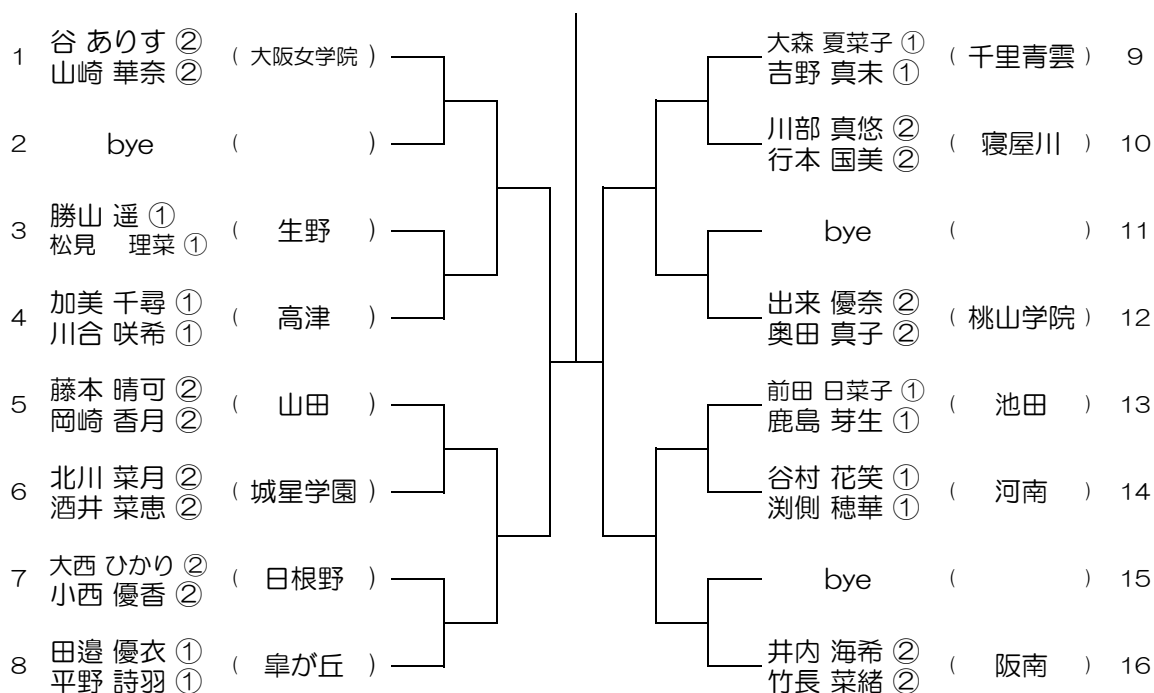 1 谷 ありす ② ( 大阪女学院 )
山崎 華奈 ②
2 bye ( )
3 勝山 遥 ① ( 生野 )
松見 理菜 ①
4 加美 千尋 ① ( 高津 )
川合 咲希 ①
5 藤本 晴可 ② ( 山田 )
岡崎 香月 ②
6 北川 菜月 ② ( 城星学園 )
酒井 菜恵 ②
7 大西 ひかり ② ( 日根野 )
小西 優香 ②
8 田邉 優衣 ① ( 皐が丘 )
平野 詩羽 ①
大森 夏菜子 ① ( 千里青雲 ) 9
吉野 真未 ①
川部 真悠 ② ( 寝屋川 ) 10
行本 国美 ②
bye ( ) 11
出来 優奈 ② ( 桃山学院 ) 12
奥田 真子 ②
前田 日菜子 ① ( 池田 ) 13
鹿島 芽生 ①
谷村 花笑 ① ( 河南 ) 14
渕側 穂華 ①
bye ( ) 15
井内 海希 ② ( 阪南 ) 16
竹長 菜緒 ②